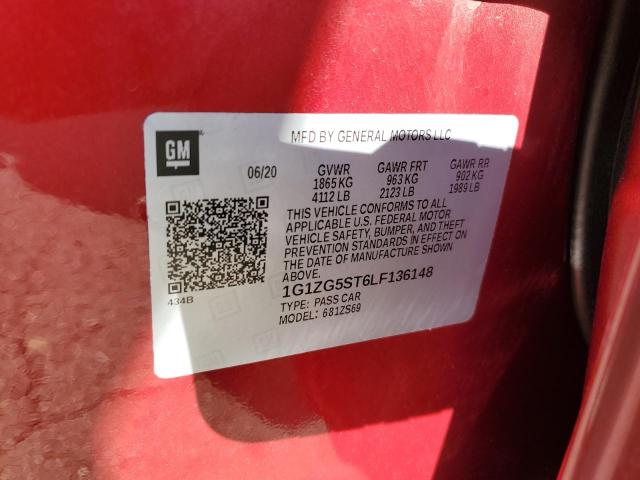 GM
MFD BY GENERAL MOTORS LLC
06/20 GVWR GAWR FRT GAWR RR
1865 KG 963 KG 902 KG
4112 LB 2123 LB 1989 LB
THIS VEHICLE CONFORMS TO ALL
APPLICABLE U.S. FEDERAL MOTOR
VEHICLE SAFETY, BUMPER, AND THEFT
PREVENTION STANDARDS IN EFFECT ON
THE DATE OF MANUFACTURE SHOWN
ABOVE.
434B
1G1ZG5ST6LF136148
TYPE: PASS CAR
MODEL: 681ZS69